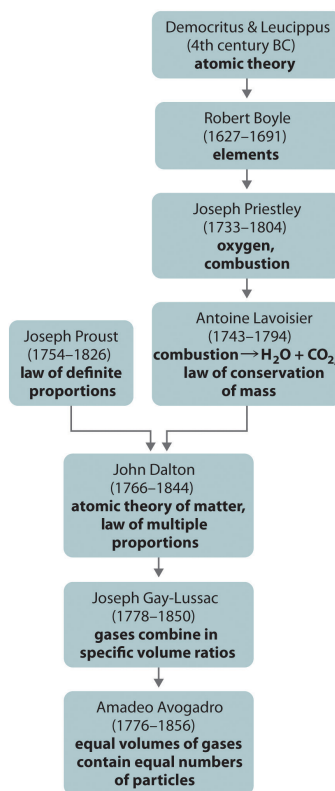 Democritus & Leucippus
(4th century BC)
atomic theory
Robert Boyle
(1627–1691)
elements
Joseph Priestley
(1733–1804)
oxygen,
combustion
Antoine Lavoisier
(1743–1794)
combustion→H₂O + CO₂,
law of conservation
of mass
Joseph Proust
(1754–1826)
law of definite
proportions
John Dalton
(1766–1844)
atomic theory of matter,
law of multiple
proportions
Joseph Gay-Lussac
(1778–1850)
gases combine in
specific volume ratios
Amadeo Avogadro
(1776–1856)
equal volumes of gases
contain equal numbers
of particles